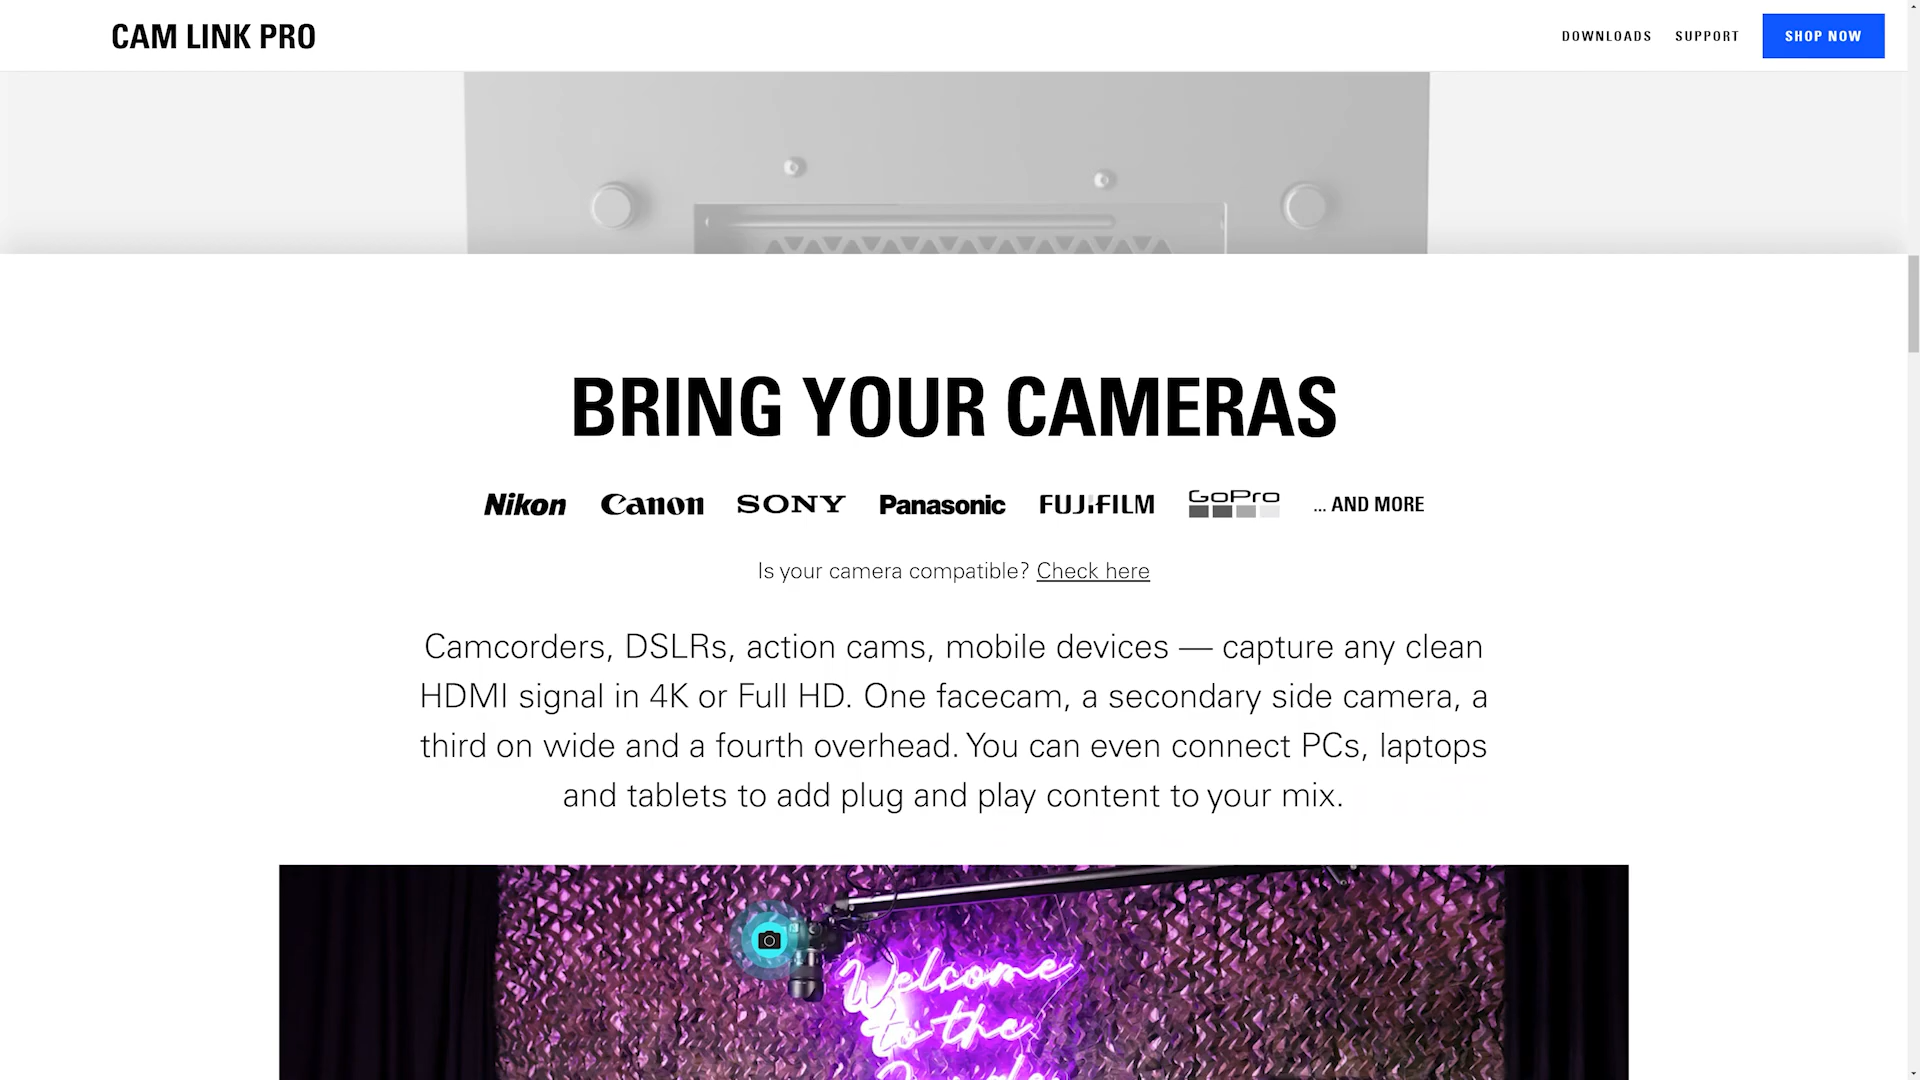 CAM LINK PRO
DOWNLOADS SUPPORT SHOP NOW
BRING YOUR CAMERAS
Nikon Canon SONY Panasonic FUJIFILM GoPro ... AND MORE
Is your camera compatible? Check here
Camcorders, DSLRs, action cams, mobile devices — capture any clean
HDMI signal in 4K or Full HD. One facecam, a secondary side camera, a
third on wide and a fourth overhead. You can even connect PCs, laptops
and tablets to add plug and play content to your mix.
Welcome
to the